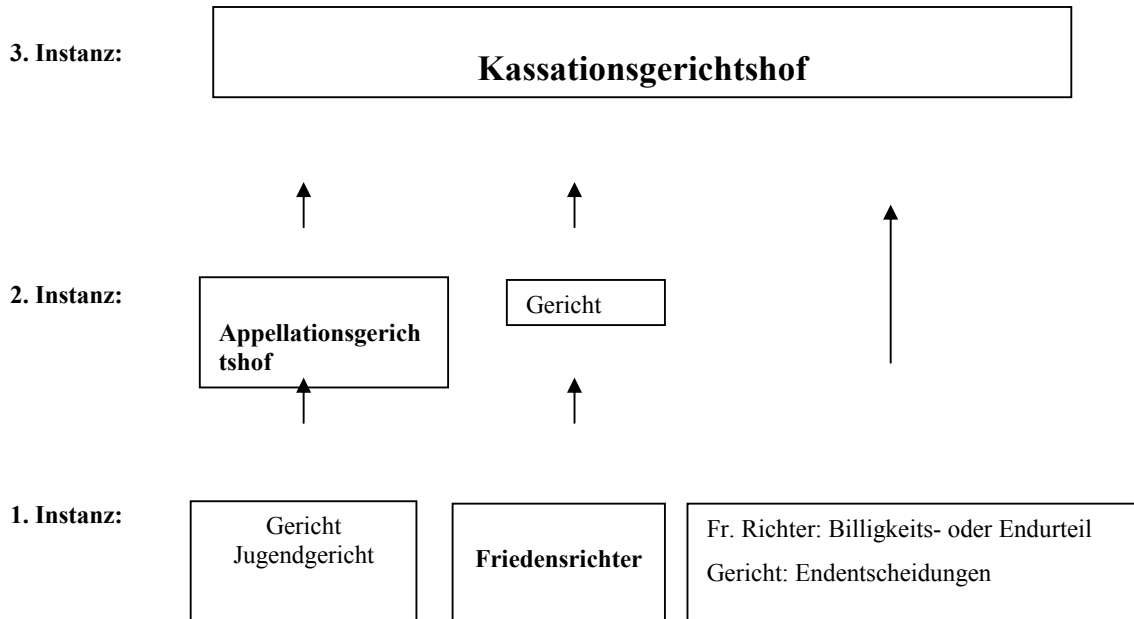 3. Instanz:
Kassationsgerichtshof
2. Instanz:
Appellationsgerich
tshof
Gericht
1. Instanz:
Gericht
Jugendgericht
Friedensrichter
Fr. Richter: Billigkeits- oder Endurteil
Gericht: Endentscheidungen